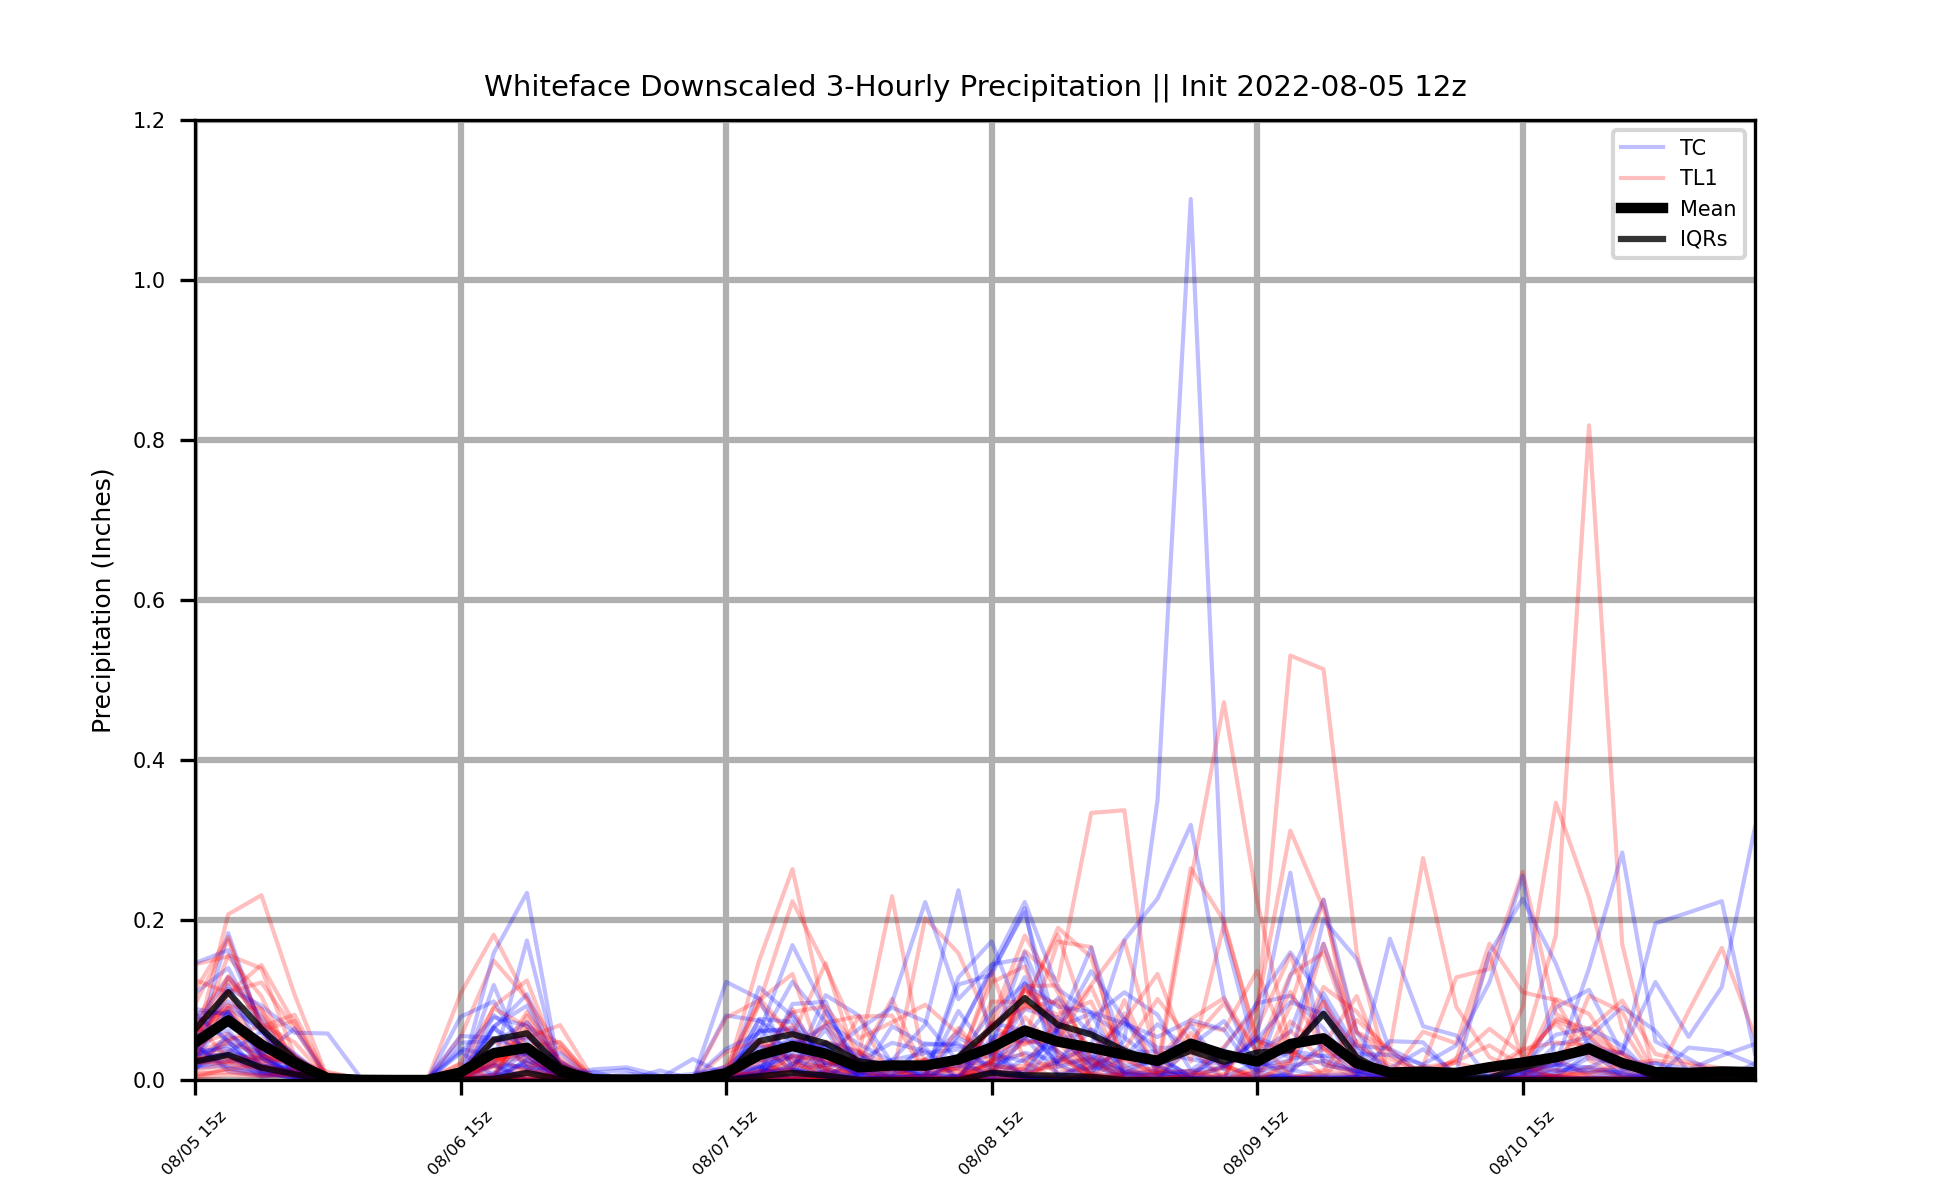 Whiteface Downscaled 3-Hourly Precipitation || Init 2022-08-05 12z
TC
TL1
Mean
IQRs
Precipitation (Inches)
1.2
1.0
0.8
0.6
0.4
0.2
0.0
08/05 15z
08/06 15z
08/07 15z
08/08 15z
08/09 15z
08/10 15z